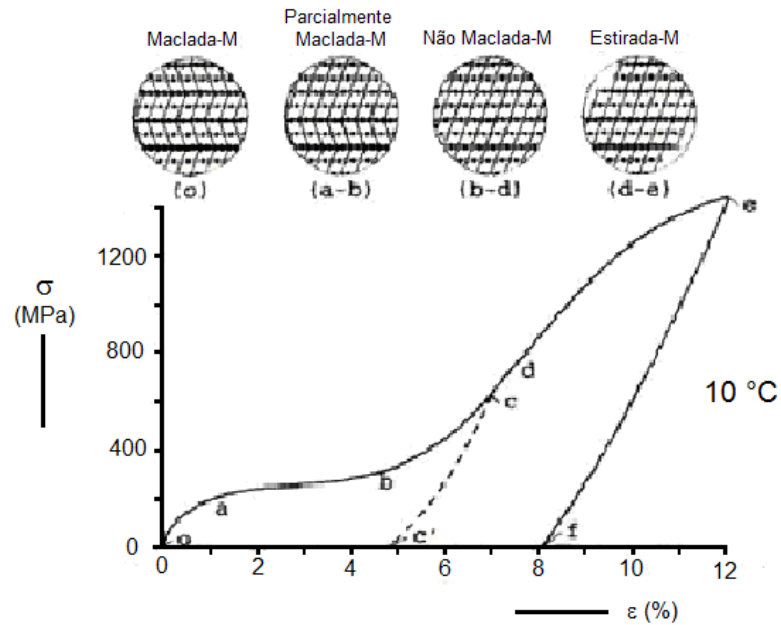 Maclada-M
Parcialmente
Maclada-M
Não Maclada-M
Estirada-M
(o)
(a-b)
(b-d)
(d-e)
σ
(MPa)
1200
800
400
0
a
b
c
d
e
o
c'
f
10 °C
0
2
4
6
8
10
12
ε (%)